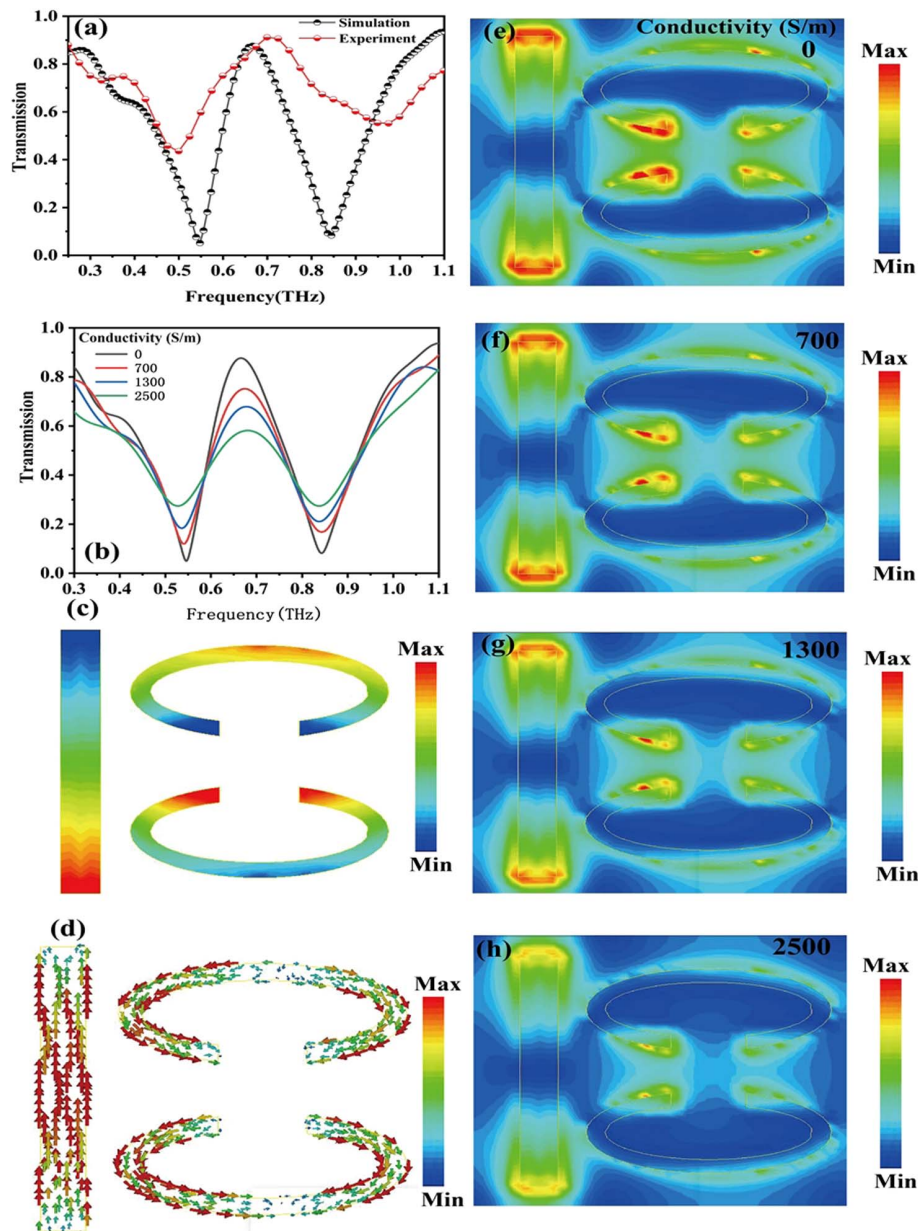 (a)
Simulation
Experiment
Transmission
1.0
0.8
0.6
0.4
0.2
0.0
0.3 0.4 0.5 0.6 0.7 0.8 0.9 1.0 1.1
Frequency(THz)
Conductivity (S/m)
0
700
1300
2500
Transmission
1.0
0.8
0.6
0.4
0.2
0.0
(b)
0.3 0.4 0.5 0.6 0.7 0.8 0.9 1.0 1.1
Frequency(THz)
(c)
Max
Min
(d)
Max
Min
(e)
Conductivity (S/m)
0
Max
Min
(f)
700
Max
Min
(g)
1300
Max
Min
(h)
2500
Max
Min